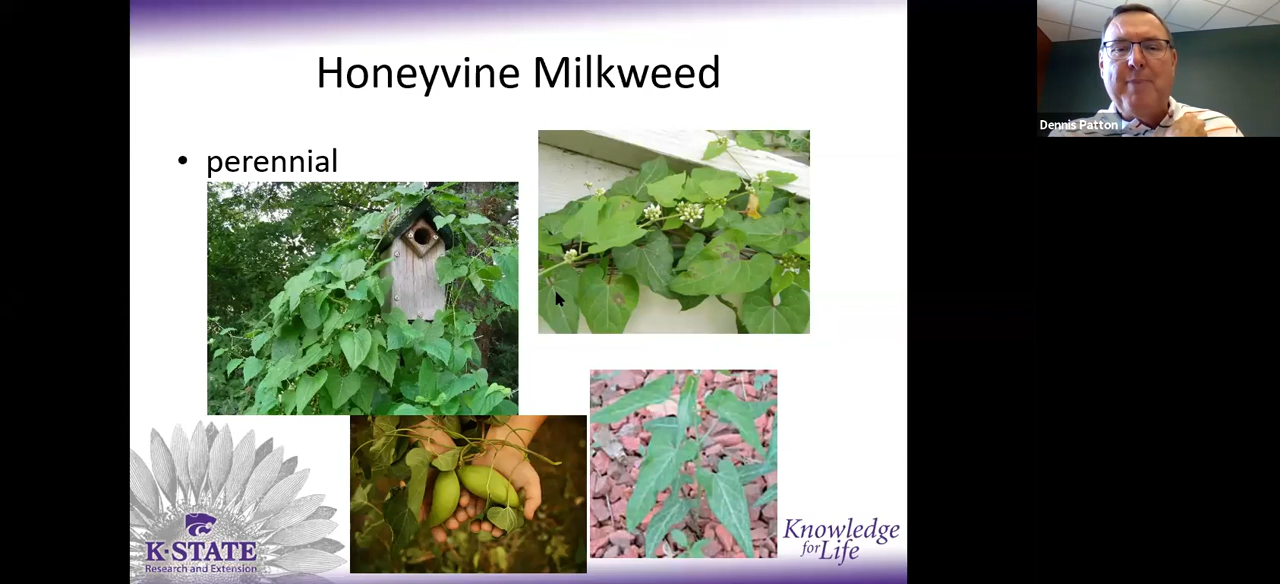 Honeyvine Milkweed
• perennial
Dennis Patton
K-STATE
Research and Extension
Knowledge
for Life